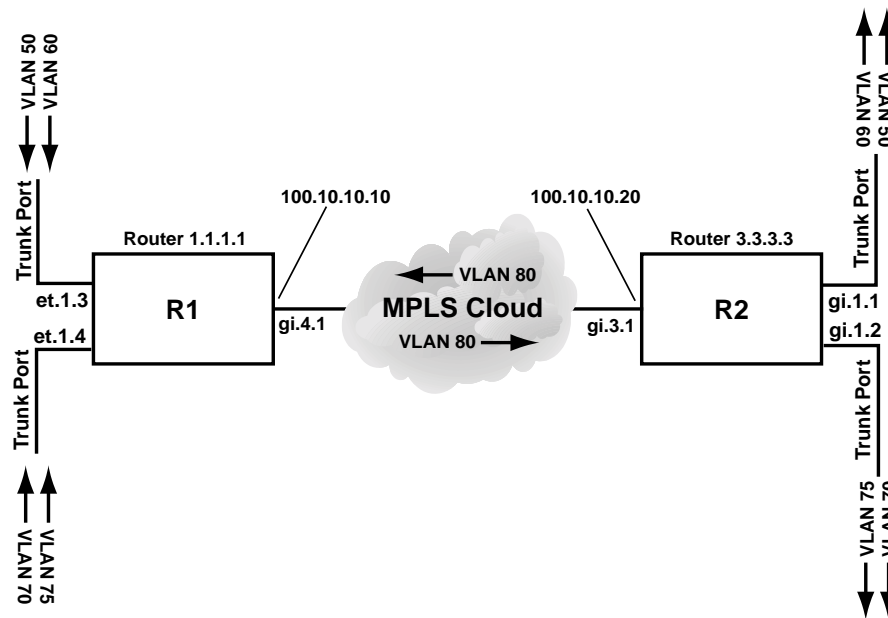 VLAN 50
VLAN 60
Trunk Port
et.1.3
et.1.4
Trunk Port
VLAN 70
VLAN 75
Router 1.1.1.1
R1
100.10.10.10
gi.4.1
VLAN 80
MPLS Cloud
VLAN 80
100.10.10.20
gi.3.1
Router 3.3.3.3
R2
VLAN 60
VLAN 50
Trunk Port
gi.1.1
gi.1.2
Trunk Port
VLAN 75